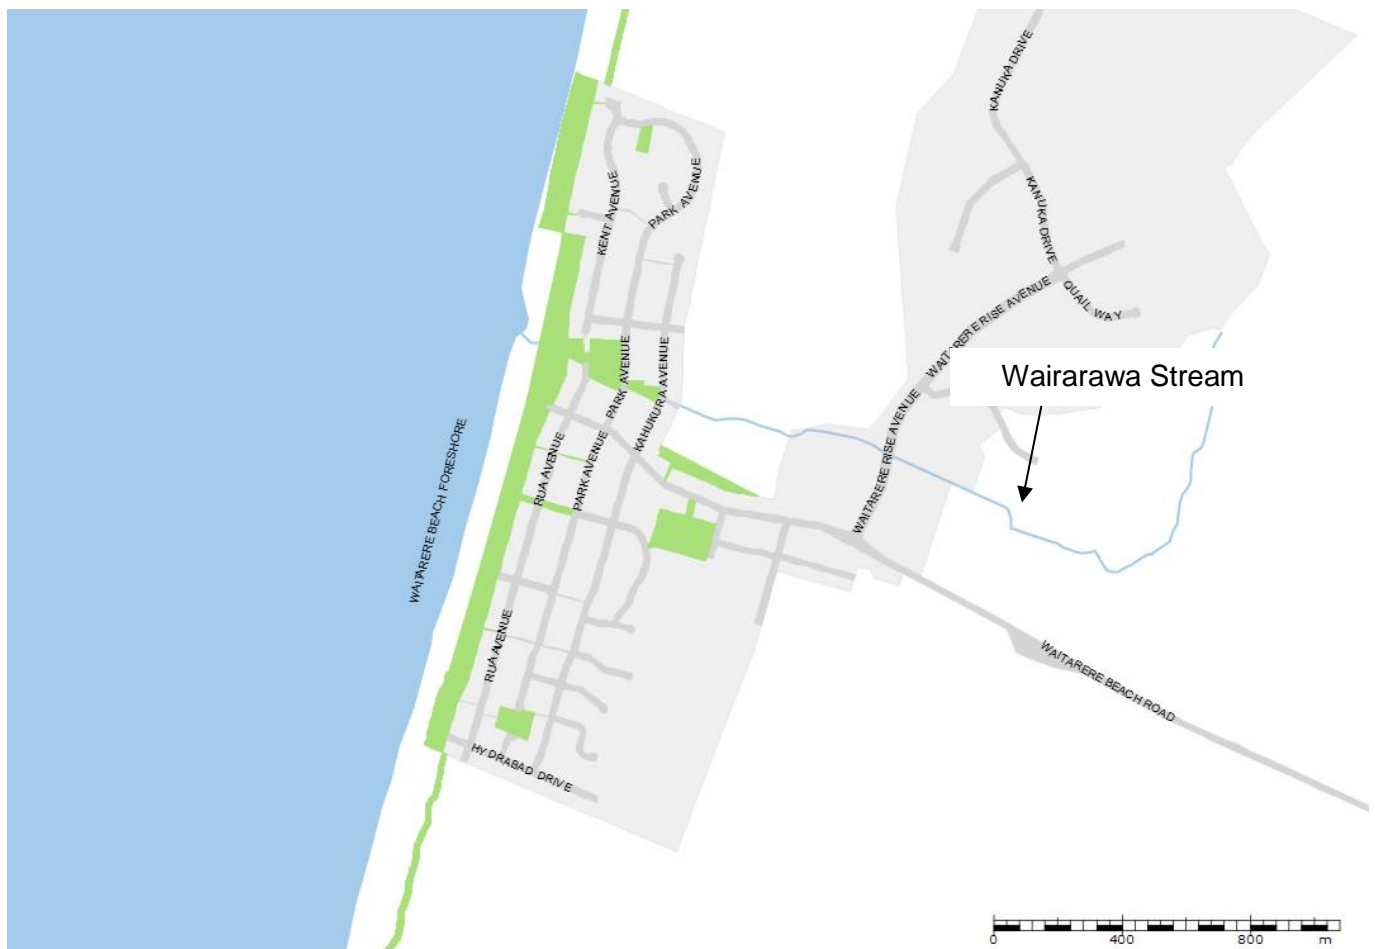 KANUKA DRIVE
KENT AVENUE
PARK AVENUE
KANUKA DRIVE
QUAIL WAY
WAITARERE RISE AVENUE
PARK AVENUE
KAHUKURA AVENUE
Wairarawa Stream
WAITARERE RISE AVENUE
WAITARERE BEACH FORESHORE
RUA AVENUE
PARK AVENUE
RUA AVENUE
WAITARERE BEACH ROAD
HYDRABAD DRIVE
0 400 800 m